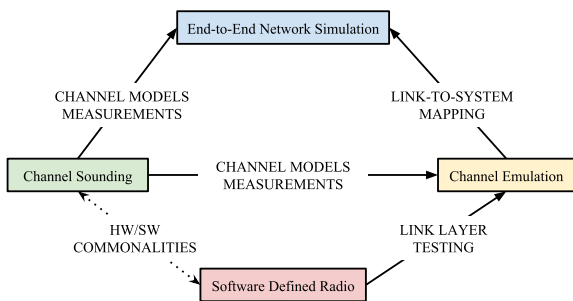 End-to-End Network Simulation
CHANNEL MODELS
MEASUREMENTS
LINK-TO-SYSTEM
MAPPING
Channel Sounding
CHANNEL MODELS
MEASUREMENTS
Channel Emulation
HW/SW
COMMONALITIES
LINK LAYER
TESTING
Software Defined Radio